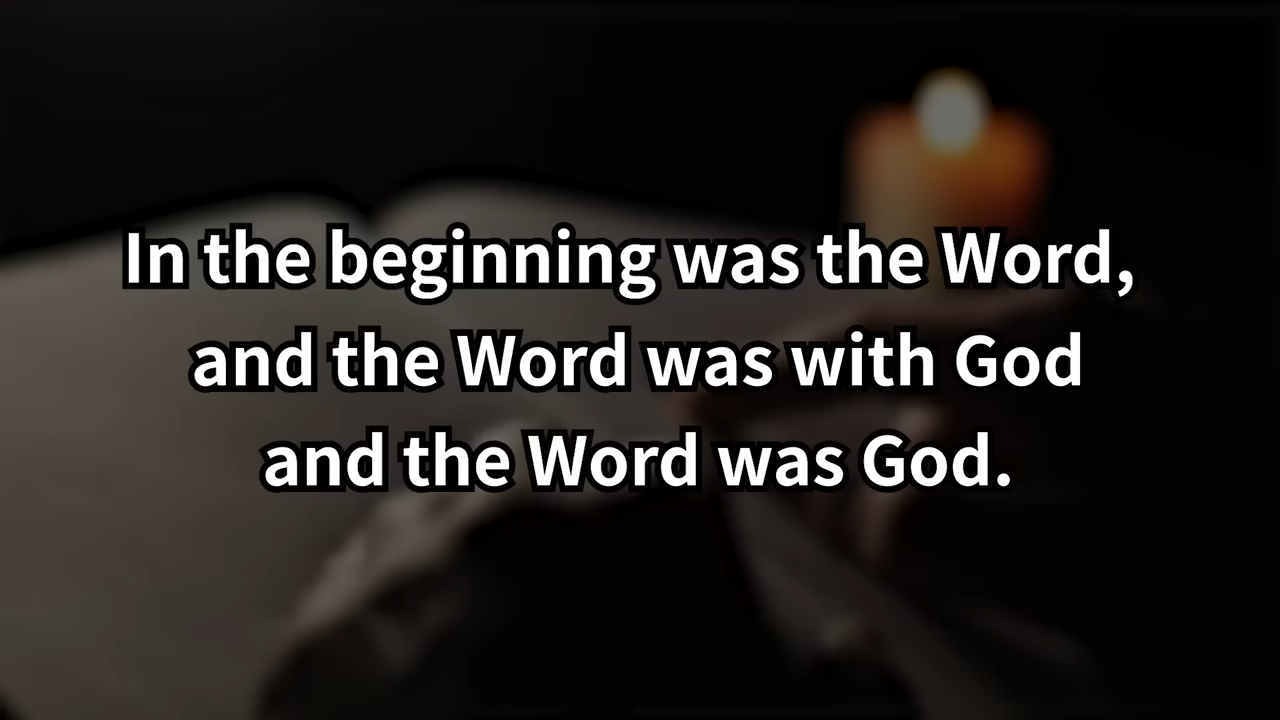 In the beginning was the Word,
and the Word was with God
and the Word was God.